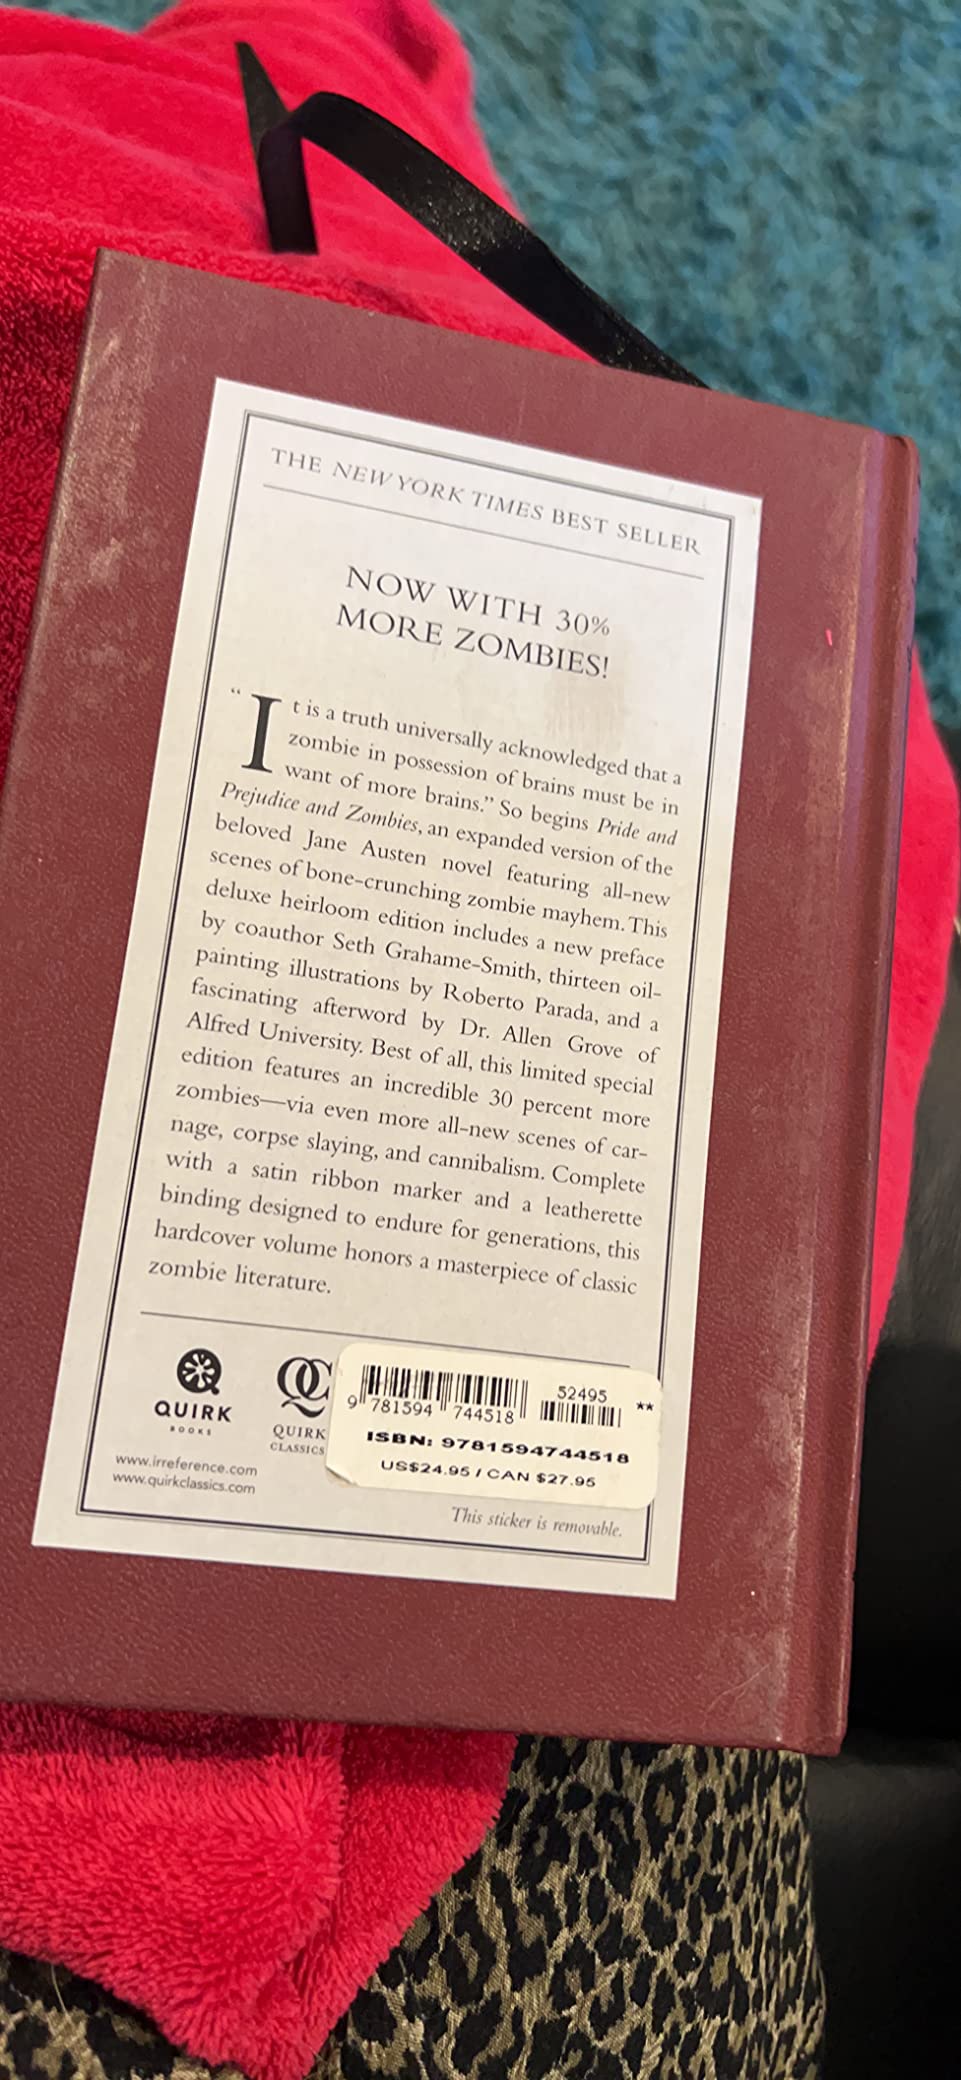 THE NEW YORK TIMES BEST SELLER
NOW WITH 30%
MORE ZOMBIES!
“It is a truth universally acknowledged that a
zombie in possession of brains must be in
want of more brains.” So begins Pride and
Prejudice and Zombies, an expanded version of the
beloved Jane Austen novel featuring all-new
scenes of bone-crunching zombie mayhem. This
deluxe heirloom edition includes a new preface
by coauthor Seth Grahame-Smith, thirteen oil-
painting illustrations by Roberto Parada, and a
fascinating afterword by Dr. Allen Grove of
Alfred University. Best of all, this limited special
edition features an incredible 30 percent more
zombies—via even more all-new scenes of car-
nage, corpse slaying, and cannibalism. Complete
with a satin ribbon marker and a leatherette
binding designed to endure for generations, this
hardcover volume honors a masterpiece of classic
zombie literature.
QUIRK
BOOKS
QC
QUIRK
CLASSICS
www.irreference.com
www.quirkclassics.com
9 781594 744518
52495
**
ISBN: 9781594744518
US$24.95 / CAN $27.95
This sticker is removable.